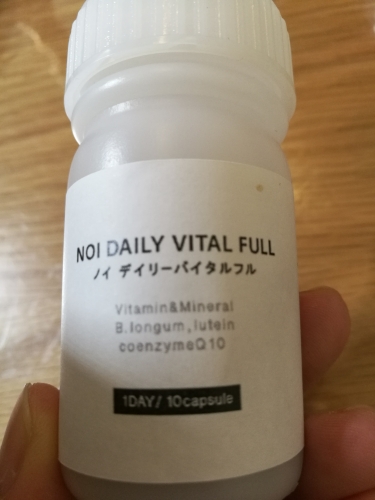 NOI DAILY VITAL FULL
ノイ デイリーバイタルフル
Vitamin&Mineral
B.longum,lutein
coenzymeQ10
1DAY/ 10capsule